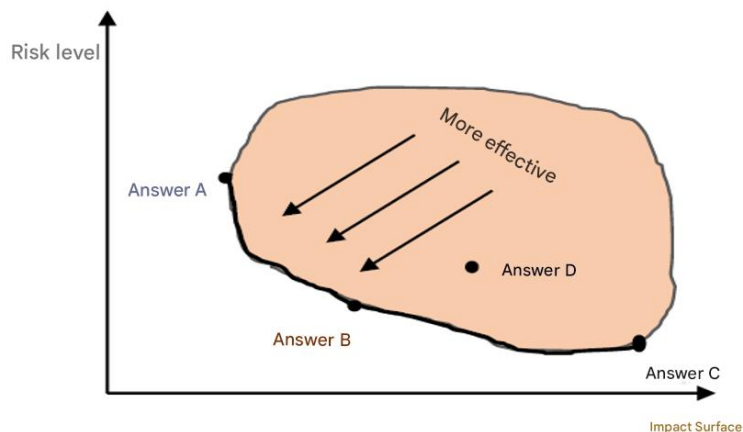 Risk level
More effective
Answer A
Answer D
Answer B
Answer C
Impact Surface